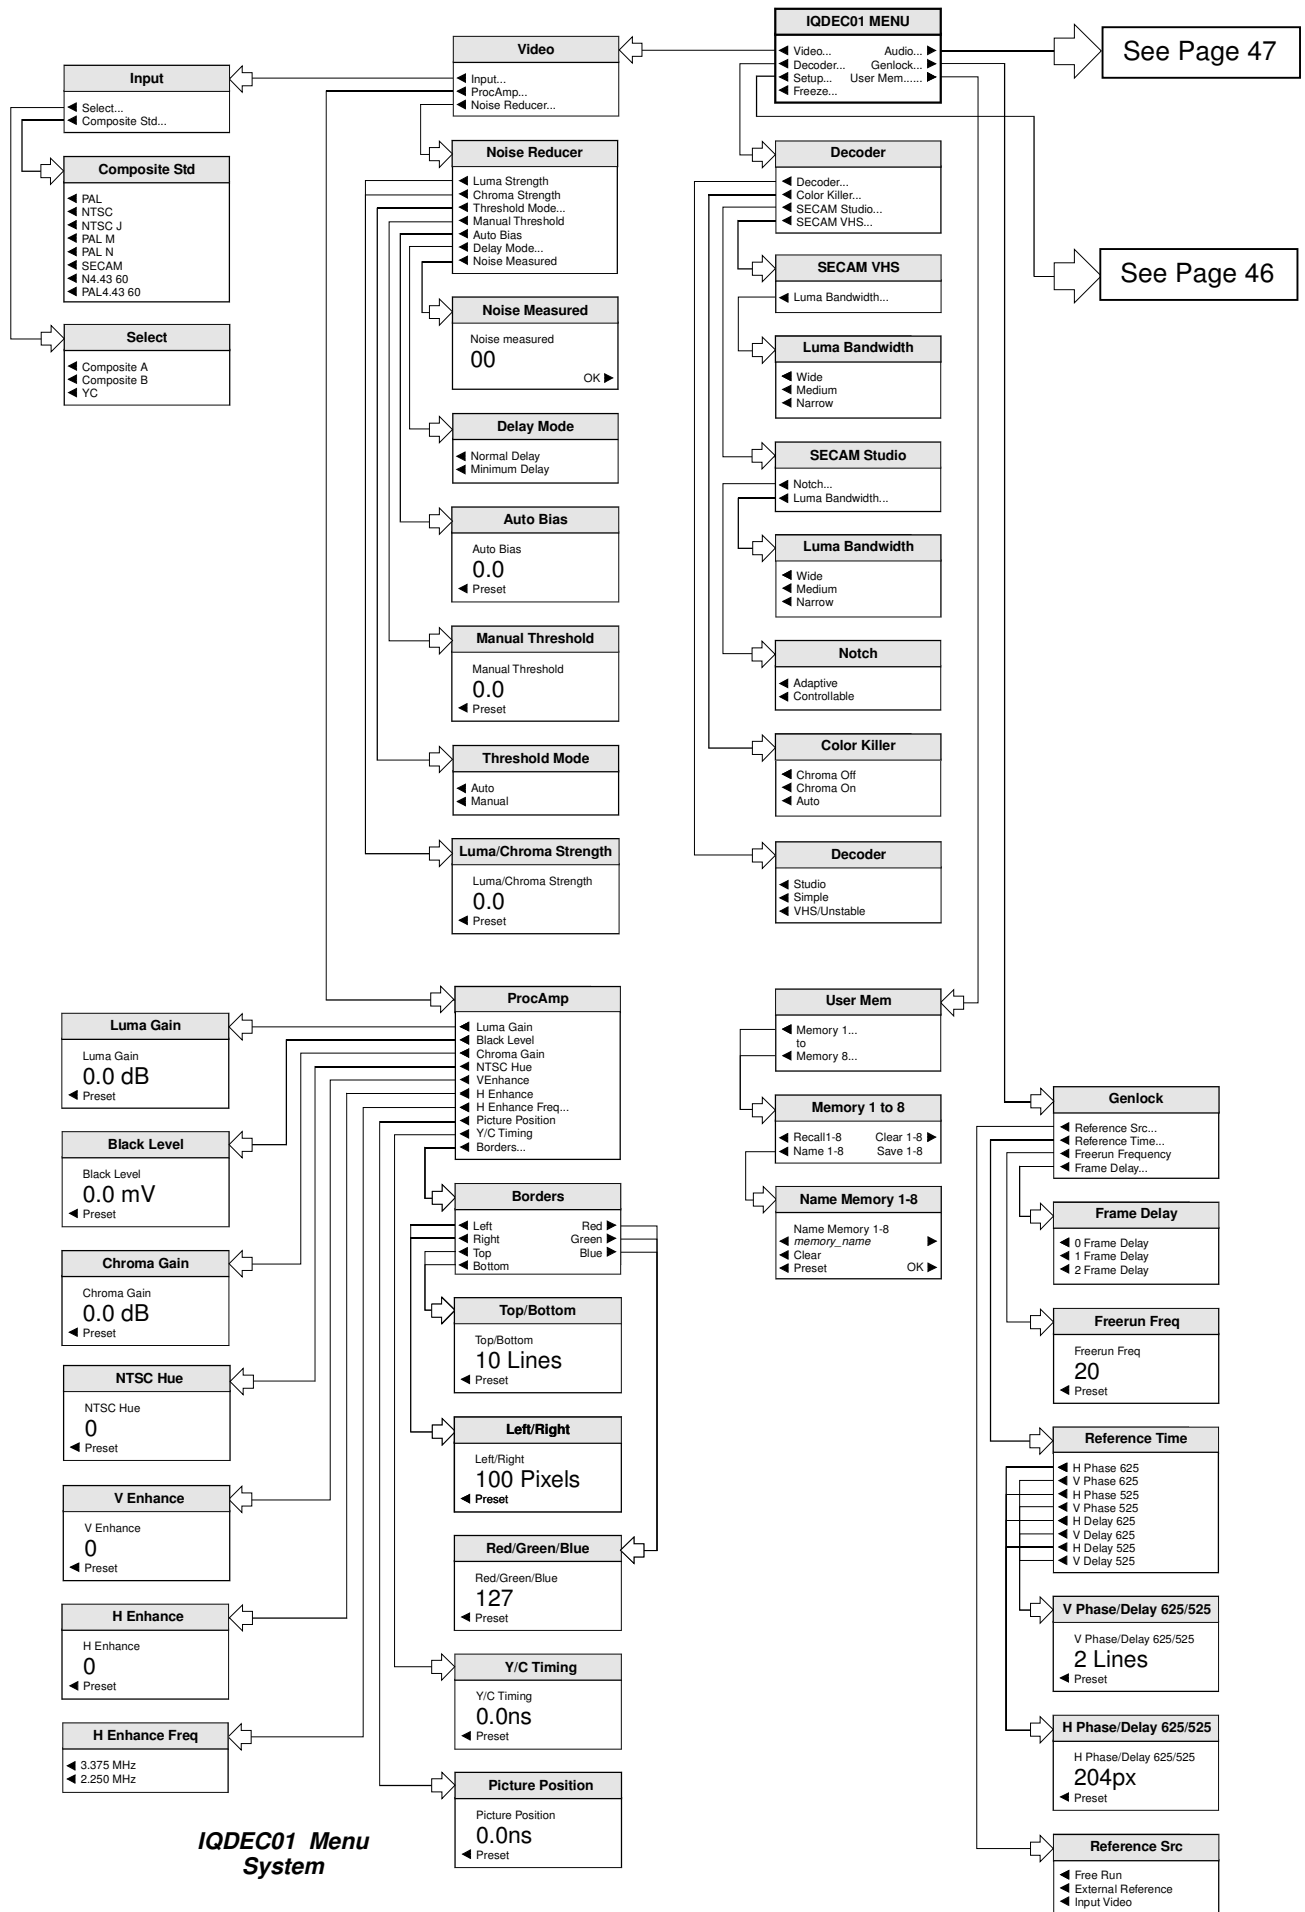 IQDEC01 MENU
Video... Audio...
Decoder... Genlock...
Setup... User Mem......
Freeze...
See Page 47
See Page 46
Video
Input...
ProcAmp...
Noise Reducer...
Input
Select...
Composite Std...
Composite Std
PAL
NTSC
NTSC J
PAL M
PAL N
SECAM
N4.43 60
PAL4.43 60
Select
Composite A
Composite B
YC
Noise Reducer
Luma Strength
Chroma Strength
Threshold Mode...
Manual Threshold
Auto Bias
Delay Mode...
Noise Measured
Noise Measured
Noise measured
00
OK
Delay Mode
Normal Delay
Minimum Delay
Auto Bias
Auto Bias
0.0
Preset
Manual Threshold
Manual Threshold
0.0
Preset
Threshold Mode
Auto
Manual
Luma/Chroma Strength
Luma/Chroma Strength
0.0
Preset
Decoder
Decoder...
Color Killer...
SECAM Studio...
SECAM VHS...
SECAM VHS
Luma Bandwidth...
Luma Bandwidth
Wide
Medium
Narrow
SECAM Studio
Notch...
Luma Bandwidth...
Luma Bandwidth
Wide
Medium
Narrow
Notch
Adaptive
Controllable
Color Killer
Chroma Off
Chroma On
Auto
Decoder
Studio
Simple
VHS/Unstable
ProcAmp
Luma Gain
Black Level
Chroma Gain
NTSC Hue
VEnhance
H Enhance
H Enhance Freq...
Picture Position
Y/C Timing
Borders...
Luma Gain
Luma Gain
0.0 dB
Preset
Black Level
Black Level
0.0 mV
Preset
Chroma Gain
Chroma Gain
0.0 dB
Preset
NTSC Hue
NTSC Hue
0
Preset
V Enhance
V Enhance
0
Preset
H Enhance
H Enhance
0
Preset
H Enhance Freq
3.375 MHz
2.250 MHz
Borders
Left Red
Right Green
Top Blue
Bottom
Top/Bottom
Top/Bottom
10 Lines
Preset
Left/Right
Left/Right
100 Pixels
Preset
Red/Green/Blue
Red/Green/Blue
127
Preset
Y/C Timing
Y/C Timing
0.0ns
Preset
Picture Position
Picture Position
0.0ns
Preset
User Mem
Memory 1...
to
Memory 8...
Memory 1 to 8
Recall1-8 Clear 1-8
Name 1-8 Save 1-8
Name Memory 1-8
Name Memory 1-8
memory_name
Clear
Preset OK
Genlock
Reference Src...
Reference Time...
Freerun Frequency
Frame Delay...
Frame Delay
0 Frame Delay
1 Frame Delay
2 Frame Delay
Freerun Freq
Freerun Freq
20
Preset
Reference Time
H Phase 625
V Phase 625
H Phase 525
V Phase 525
H Delay 625
V Delay 625
H Delay 525
V Delay 525
V Phase/Delay 625/525
V Phase/Delay 625/525
2 Lines
Preset
H Phase/Delay 625/525
H Phase/Delay 625/525
204px
Preset
Reference Src
Free Run
External Reference
Input Video
IQDEC01 Menu
System